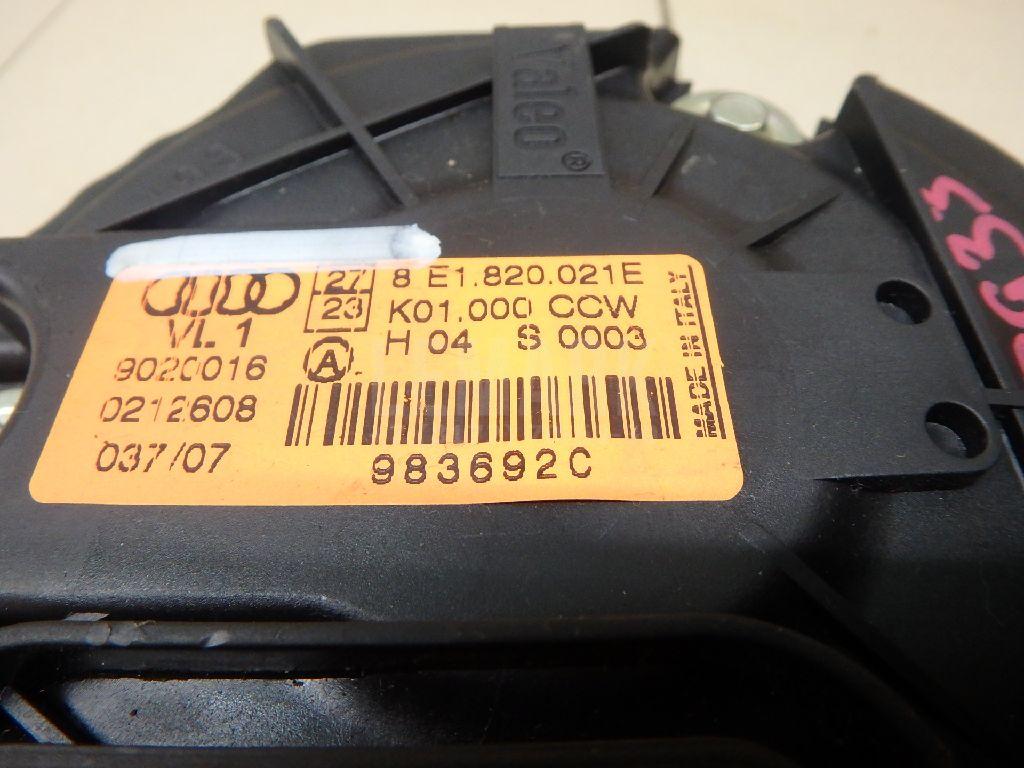 Valeo®
27 8 E1.820.021E
23 K01.000 CCW
VL 1
H 04 S 0003
A
9020016
0212608
037/07
983692C
MADE IN ITALY